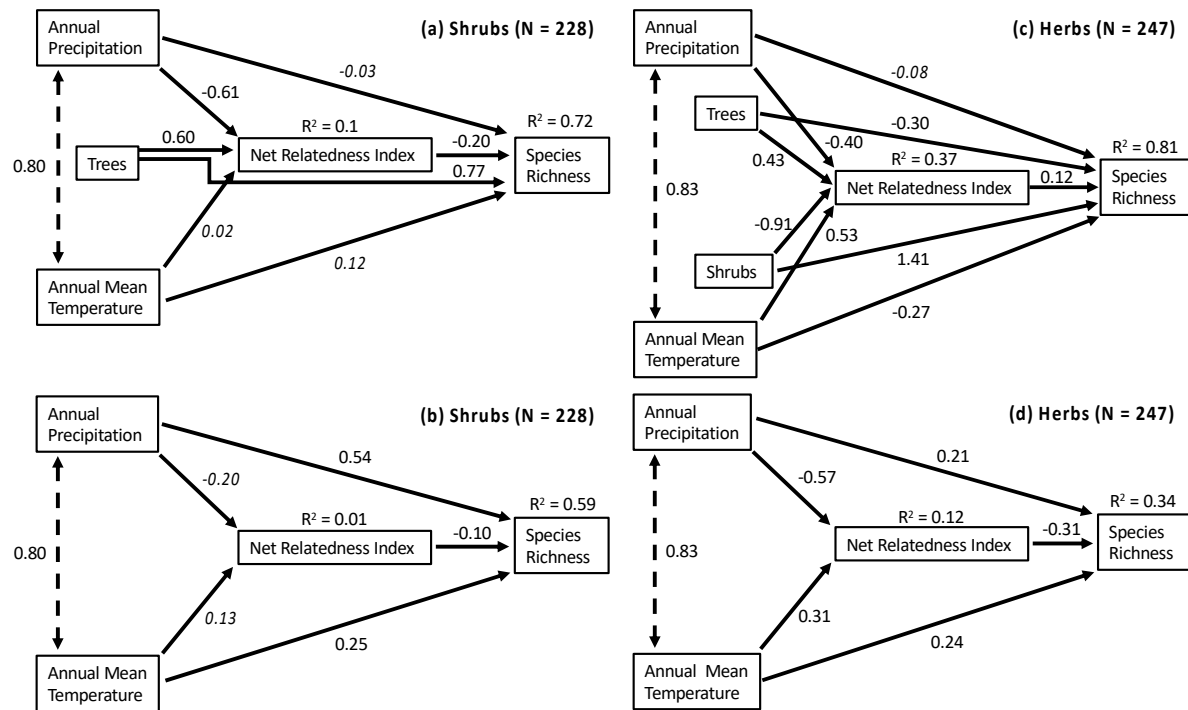 (a) Shrubs (N = 228)
Annual
Precipitation
-0.03
-0.61
R² = 0.1
R² = 0.72
0.60
Net Relatedness Index
-0.20
Species
Richness
0.80
Trees
0.77
0.02
0.12
Annual Mean
Temperature
(c) Herbs (N = 247)
Annual
Precipitation
-0.08
Trees
-0.30
-0.40
0.43
R² = 0.37
R² = 0.81
0.83
Net Relatedness Index
0.12
Species
Richness
-0.91
0.53
Shrubs
1.41
-0.27
Annual Mean
Temperature
(b) Shrubs (N = 228)
Annual
Precipitation
0.54
-0.20
R² = 0.01
R² = 0.59
0.80
Net Relatedness Index
-0.10
Species
Richness
0.13
0.25
Annual Mean
Temperature
(d) Herbs (N = 247)
Annual
Precipitation
0.21
-0.57
R² = 0.12
R² = 0.34
0.83
Net Relatedness Index
-0.31
Species
Richness
0.31
0.24
Annual Mean
Temperature